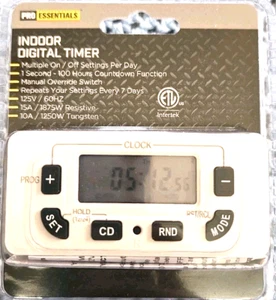 PRO ESSENTIALS
INDOOR
DIGITAL TIMER
Multiple On / Off Settings Per Day
1 Second - 100 Hours Countdown Function
Manual Override Switch
Repeats Your Settings Every 7 Days
125V / 60HZ
15A / 1875W Resistive
10A / 1250W Tungsten
ETL
Intertek
CLOCK
PROG + 05:12 56 −
HOLD
SET CD RND MODE